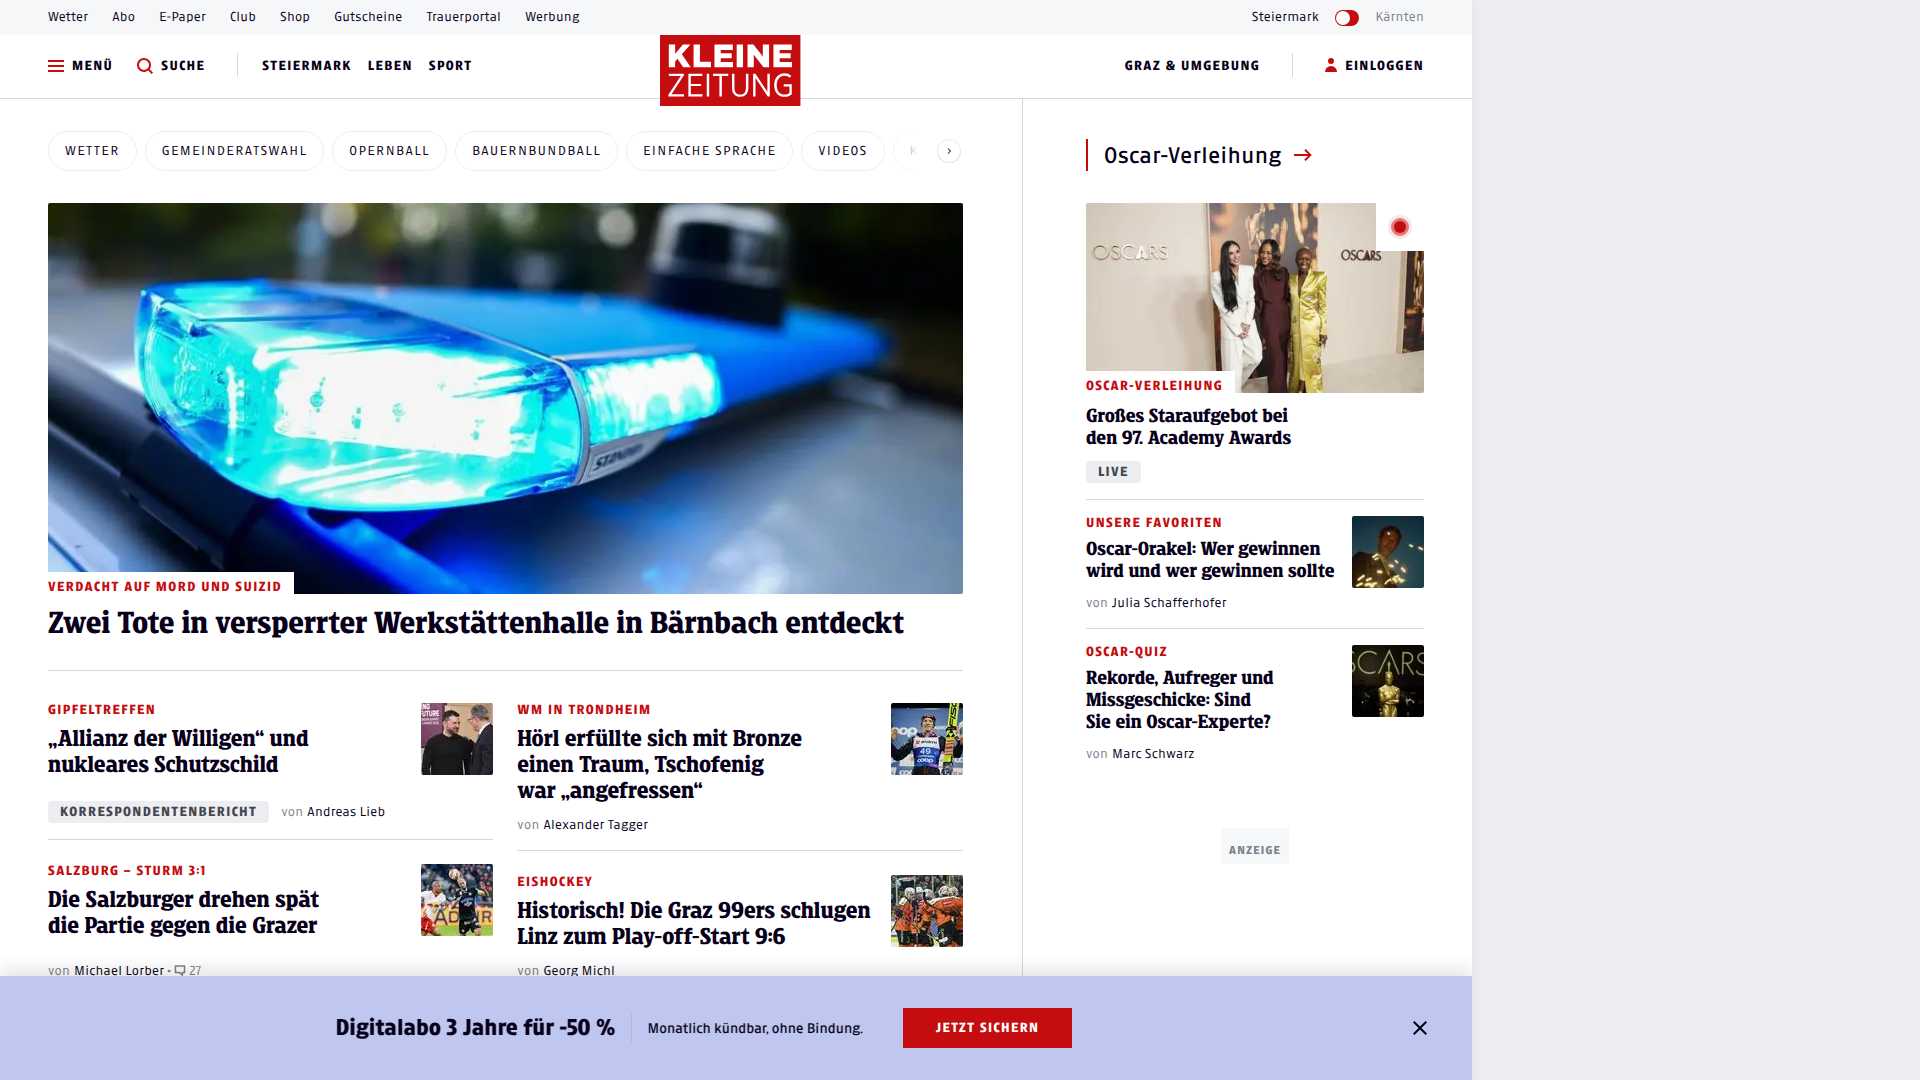 Wetter Abo E-Paper Club Shop Gutscheine Trauerportal Werbung Steiermark Kärnten
MENÜ SUCHE STEIERMARK LEBEN SPORT KLEINE ZEITUNG GRAZ & UMGEBUNG EINLOGGEN
WETTER GEMEINDERATSWAHL OPERNBALL BAUERNBUNDBALL EINFACHE SPRACHE VIDEOS K
STANDBY
VERDACHT AUF MORD UND SUIZID
Zwei Tote in versperrter Werkstättenhalle in Bärnbach entdeckt
GIPFELTREFFEN
„Allianz der Willigen“ und
nukleares Schutzschild
KORRESPONDENTENBERICHT von Andreas Lieb
SALZBURG – STURM 3:1
Die Salzburger drehen spät
die Partie gegen die Grazer
von Michael Lorber • 27
WM IN TRONDHEIM
Hörl erfüllte sich mit Bronze
einen Traum, Tschofenig
war „angefressen“
von Alexander Tagger
EISHOCKEY
Historisch! Die Graz 99ers schlugen
Linz zum Play-off-Start 9:6
von Georg Michl
Oscar-Verleihung
OSCARS OSCARS
OSCAR-VERLEIHUNG
Großes Staraufgebot bei
den 97. Academy Awards
LIVE
UNSERE FAVORITEN
Oscar-Orakel: Wer gewinnen
wird und wer gewinnen sollte
von Julia Schafferhofer
OSCAR-QUIZ
Rekorde, Aufreger und
Missgeschicke: Sind
Sie ein Oscar-Experte?
von Marc Schwarz
ANZEIGE
Digitalabo 3 Jahre für -50 % Monatlich kündbar, ohne Bindung. JETZT SICHERN